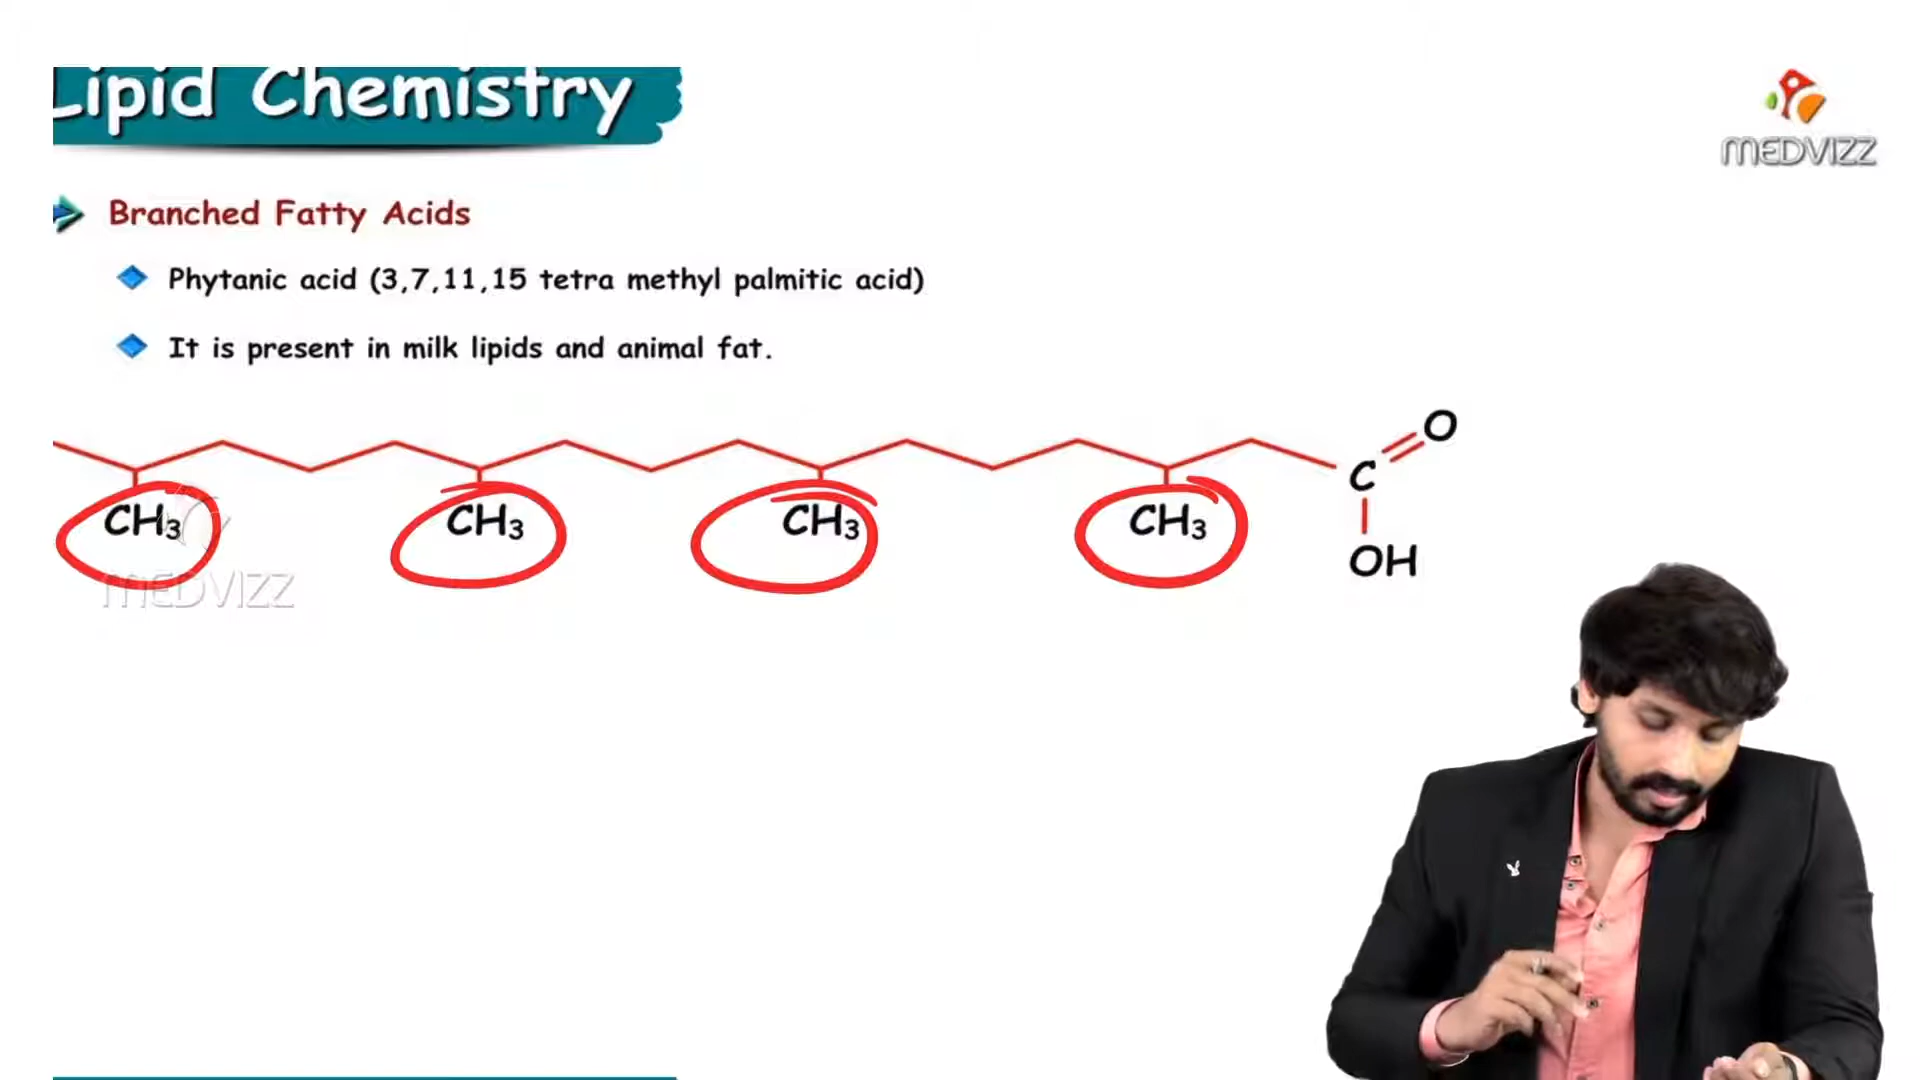 Lipid Chemistry
MEDVIZZ
Branched Fatty Acids
Phytanic acid (3,7,11,15 tetra methyl palmitic acid)
It is present in milk lipids and animal fat.
O
C
CH₃ CH₃ CH₃ CH₃
OH
MEDVIZZ